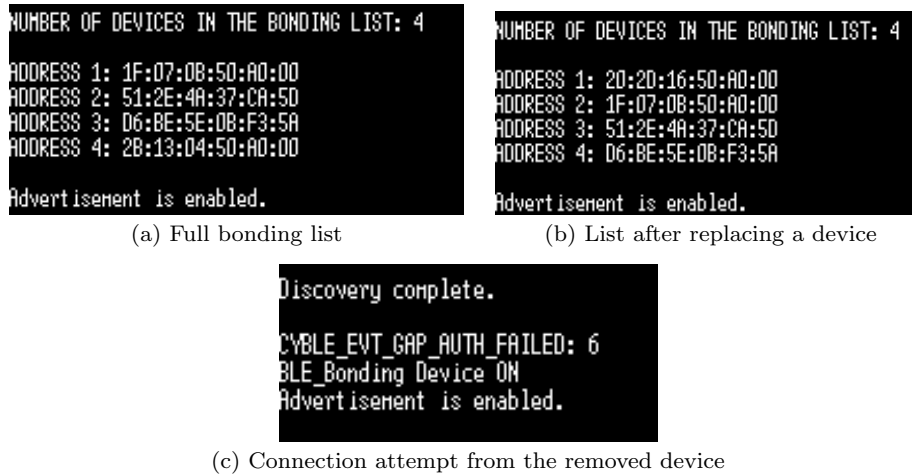 NUMBER OF DEVICES IN THE BONDING LIST: 4
ADDRESS 1: 1F:07:0B:50:A0:00
ADDRESS 2: 51:2E:4A:37:CA:5D
ADDRESS 3: D6:BE:5E:0B:F3:5A
ADDRESS 4: 2B:13:04:50:A0:00
Advertisement is enabled.
(a) Full bonding list
NUMBER OF DEVICES IN THE BONDING LIST: 4
ADDRESS 1: 20:2D:16:50:A0:00
ADDRESS 2: 1F:07:0B:50:A0:00
ADDRESS 3: 51:2E:4A:37:CA:5D
ADDRESS 4: D6:BE:5E:0B:F3:5A
Advertisement is enabled.
(b) List after replacing a device
Discovery complete.
CYBLE_EVT_GAP_AUTH_FAILED: 6
BLE_Bonding Device ON
Advertisement is enabled.
(c) Connection attempt from the removed device